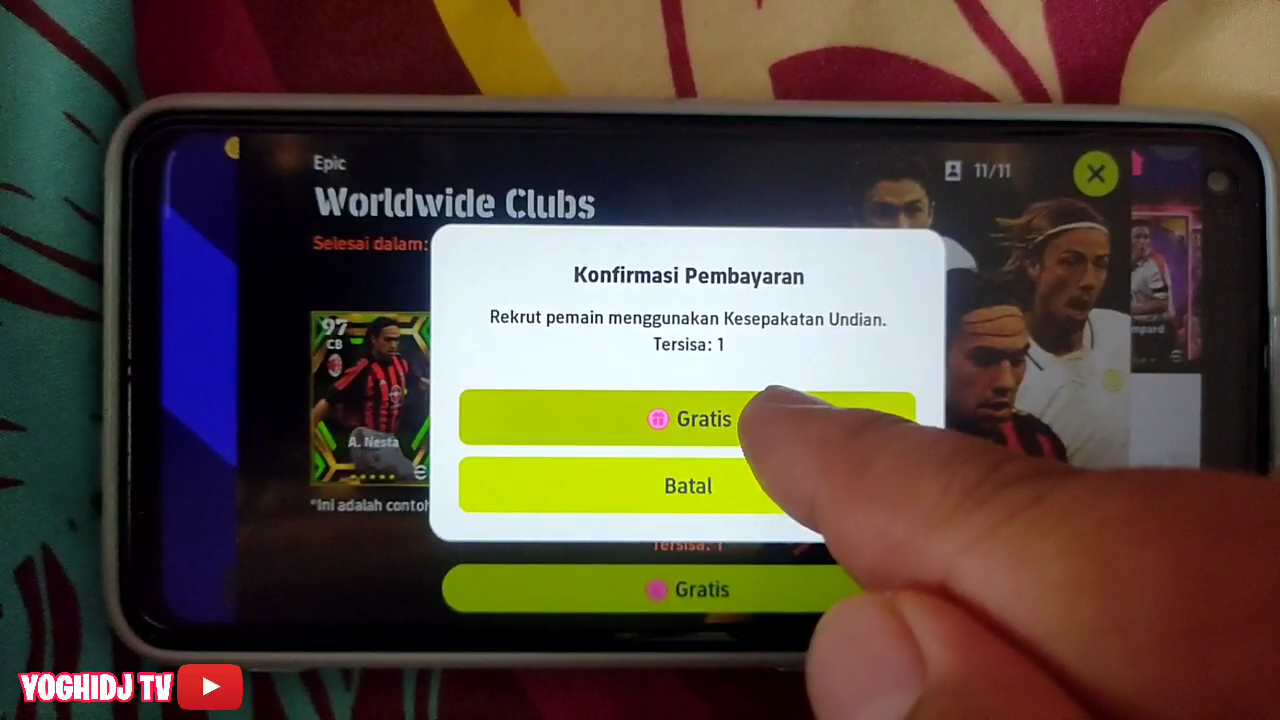 Epic
11/11
Worldwide Clubs
Selesai dalam:
Konfirmasi Pembayaran
Rekrut pemain menggunakan Kesepakatan Undian.
Tersisa: 1
97
CB
A. Nesta
Gratis
Batal
*Ini adalah contoh
Tersisa: 1
Gratis
YOGHIDJ TV